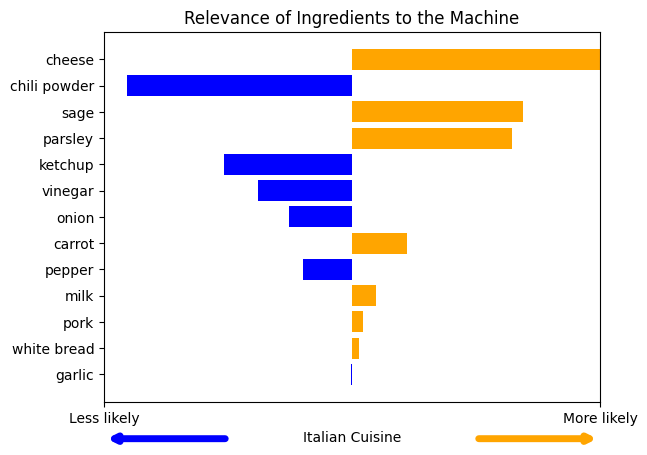 Relevance of Ingredients to the Machine
cheese
chili powder
sage
parsley
ketchup
vinegar
onion
carrot
pepper
milk
pork
white bread
garlic
Less likely
More likely
Italian Cuisine